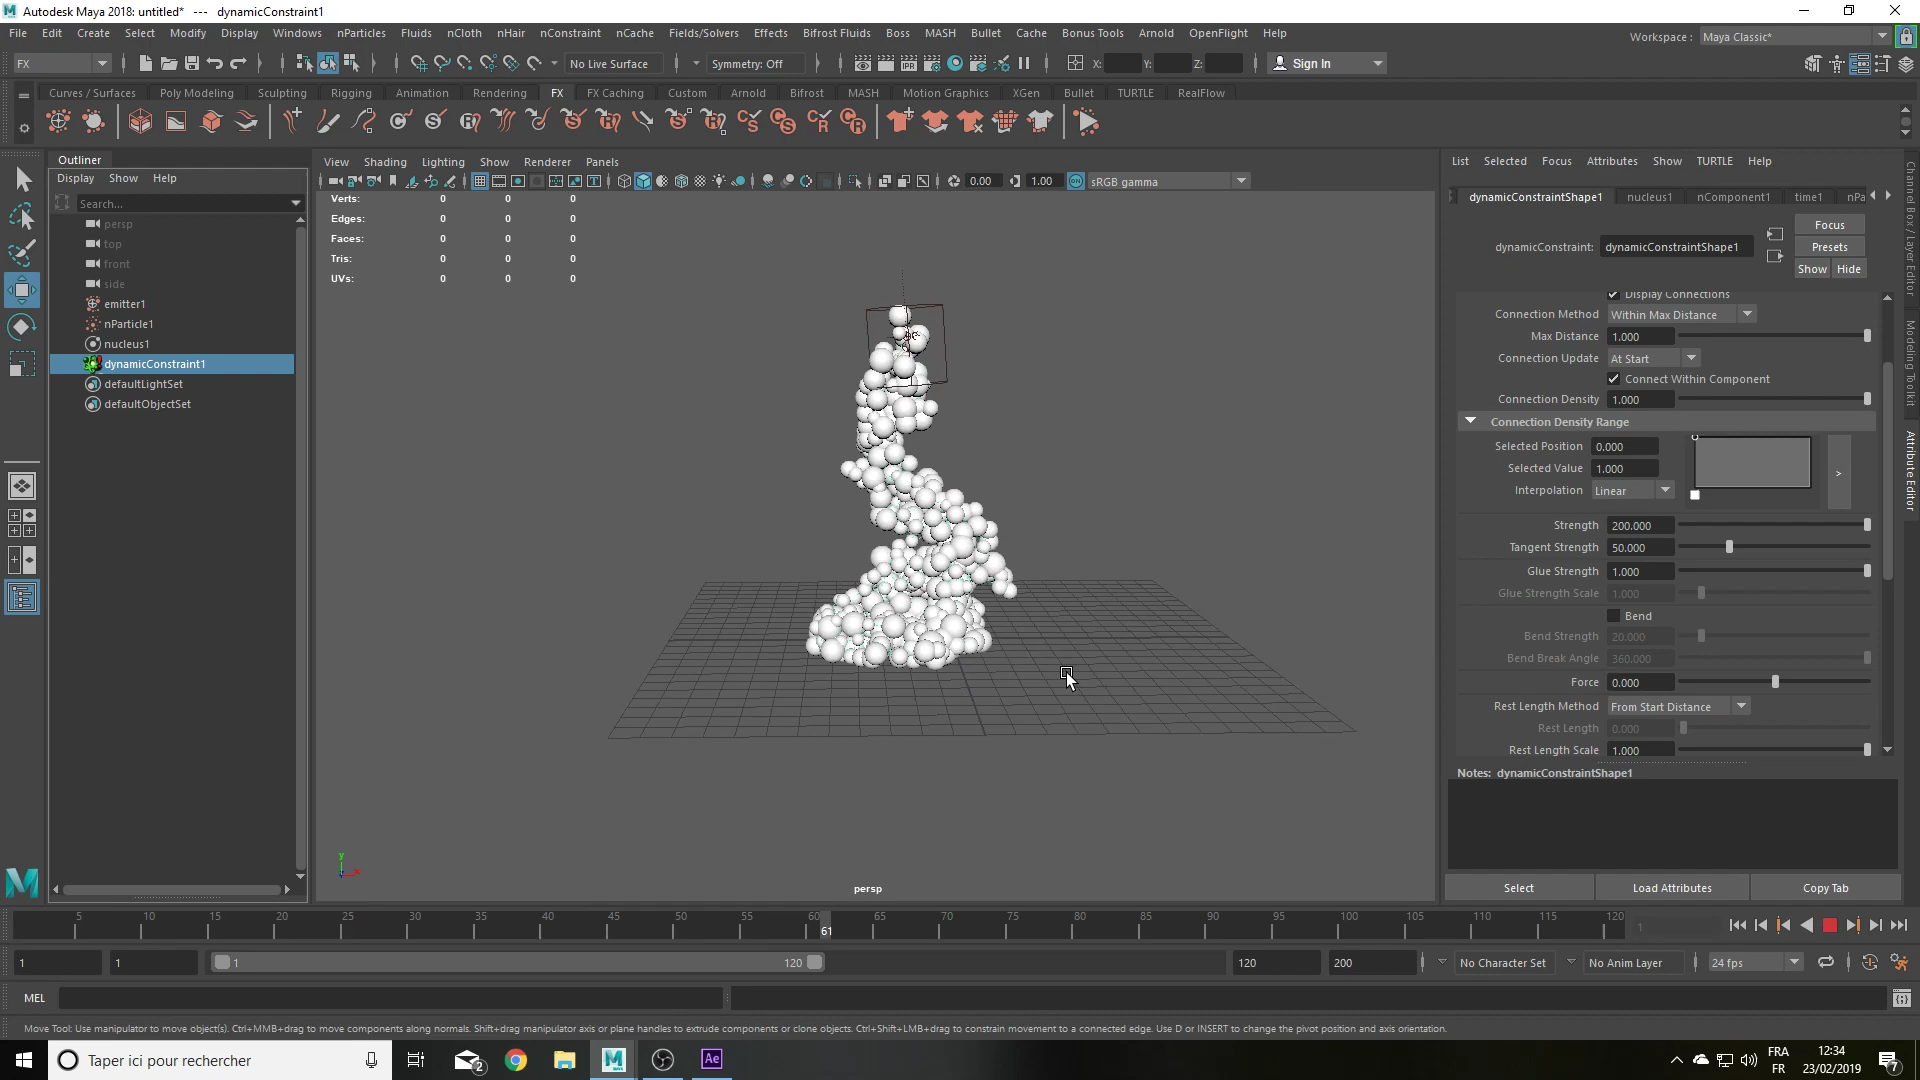 Autodesk Maya 2018: untitled* --- dynamicConstraint1
File Edit Create Select Modify Display Windows nParticles Fluids nCloth nHair nConstraint nCache Fields/Solvers Effects Bifrost Fluids Boss MASH Bullet Cache Bonus Tools Arnold OpenFlight Help
Workspace : Maya Classic*
FX No Live Surface Symmetry: Off IPR X: Y: Z: Sign In
Curves / Surfaces Poly Modeling Sculpting Rigging Animation Rendering FX FX Caching Custom Arnold Bifrost MASH Motion Graphics XGen Bullet TURTLE RealFlow
Outliner
Display Show Help
Search...
persp
top
front
side
emitter1
nParticle1
nucleus1
dynamicConstraint1
defaultLightSet
defaultObjectSet
View Shading Lighting Show Renderer Panels
0.00 1.00 ON sRGB gamma
Verts: 0 0 0
Edges: 0 0 0
Faces: 0 0 0
Tris: 0 0 0
UVs: 0 0 0
y
x
persp
List Selected Focus Attributes Show TURTLE Help
dynamicConstraintShape1 nucleus1 nComponent1 time1 nPa
Focus
dynamicConstraint: dynamicConstraintShape1 Presets
Show Hide
Display Connections
Connection Method Within Max Distance
Max Distance 1.000
Connection Update At Start
Connect Within Component
Connection Density 1.000
Connection Density Range
Selected Position 0.000
Selected Value 1.000
Interpolation Linear
>
Strength 200.000
Tangent Strength 50.000
Glue Strength 1.000
Glue Strength Scale 1.000
Bend
Bend Strength 20.000
Bend Break Angle 360.000
Force 0.000
Rest Length Method From Start Distance
Rest Length 0.000
Rest Length Scale 1.000
Notes: dynamicConstraintShape1
Select Load Attributes Copy Tab
Channel Box / Layer Editor
Modeling Toolkit
Attribute Editor
5 10 15 20 25 30 35 40 45 50 55 60 65 70 75 80 85 90 95 100 105 110 115 120
61
1
1 1 1 120 120 200 No Character Set No Anim Layer 24 fps
MEL
Move Tool: Use manipulator to move object(s). Ctrl+MMB+drag to move components along normals. Shift+drag manipulator axis or plane handles to extrude components or clone objects. Ctrl+Shift+LMB+drag to constrain movement to a connected edge. Use D or INSERT to change the pivot position and axis orientation.
Taper ici pour rechercher
2
Ae
FRA
FR
12:34
23/02/2019
7